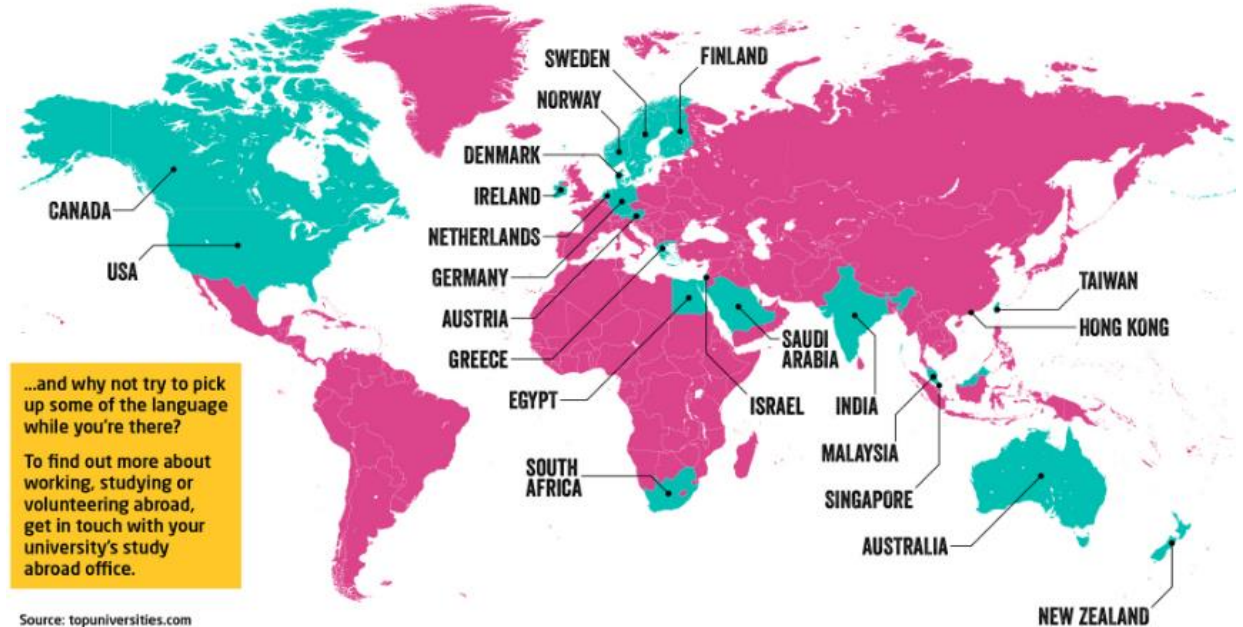 SWEDEN
FINLAND
NORWAY
DENMARK
IRELAND
CANADA
NETHERLANDS
USA
GERMANY
TAIWAN
AUSTRIA
HONG KONG
SAUDI
ARABIA
GREECE
EGYPT
ISRAEL
INDIA
MALAYSIA
SOUTH
AFRICA
SINGAPORE
AUSTRALIA
NEW ZEALAND
...and why not try to pick
up some of the language
while you're there?
To find out more about
working, studying or
volunteering abroad,
get in touch with your
university's study
abroad office.
Source: topuniversities.com